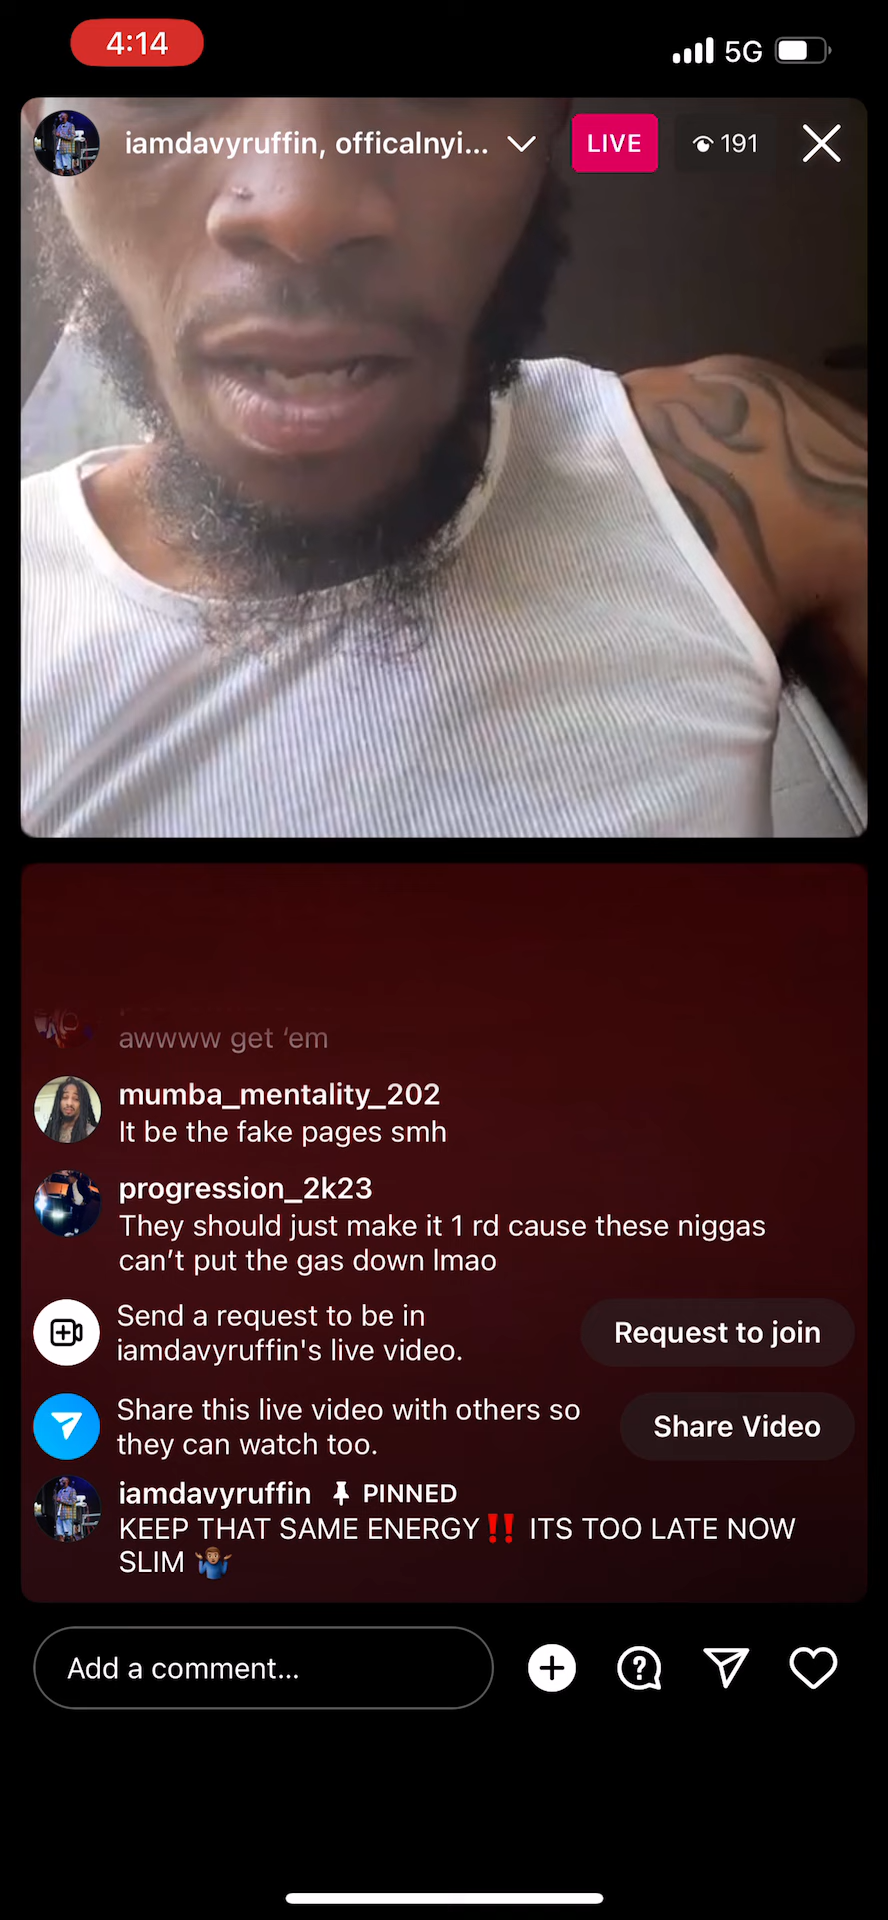 4:14
5G
iamdavyruffin, officalnyi...
LIVE
191
awwww get ‘em
mumba_mentality_202
It be the fake pages smh
progression_2k23
They should just make it 1 rd cause these niggas
can’t put the gas down lmao
Send a request to be in
iamdavyruffin's live video.
Request to join
Share this live video with others so
they can watch too.
Share Video
iamdavyruffin PINNED
KEEP THAT SAME ENERGY‼️ ITS TOO LATE NOW
SLIM 🤷🏽‍♂️
Add a comment...